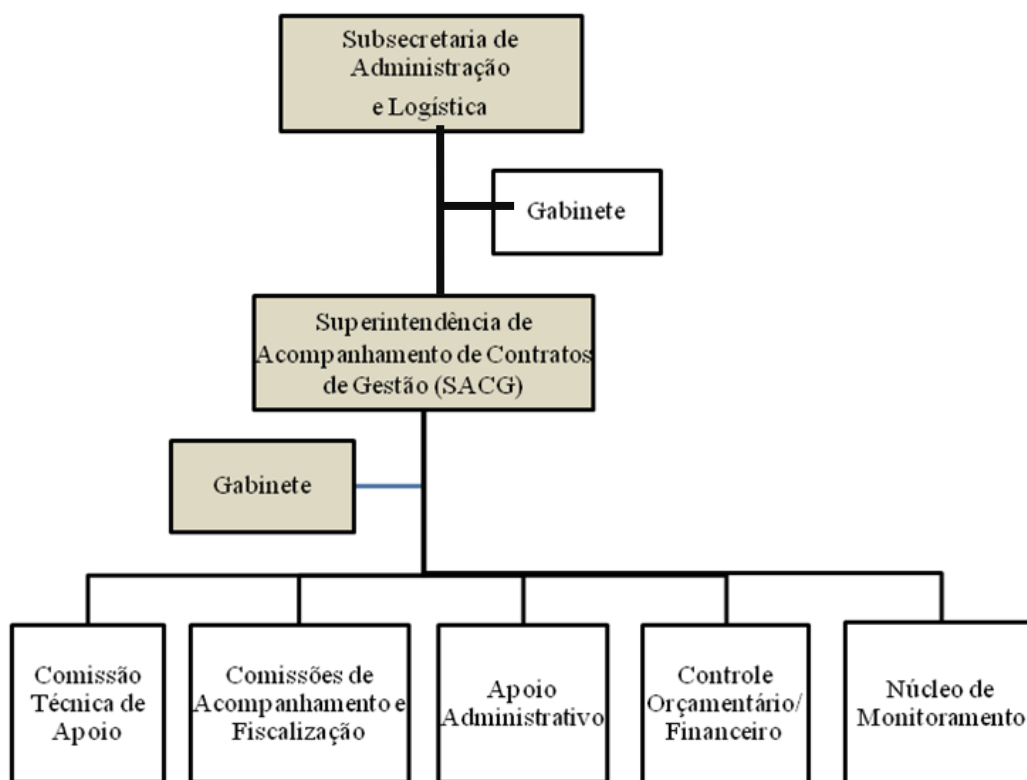 Subsecretaria de
Administração
e Logística
Gabinete
Superintendência de
Acompanhamento de Contratos
de Gestão (SACG)
Gabinete
Comissão
Técnica de
Apoio
Comissões de
Acompanhamento e
Fiscalização
Apoio
Administrativo
Controle
Orçamentário/
Financeiro
Núcleo de
Monitoramento